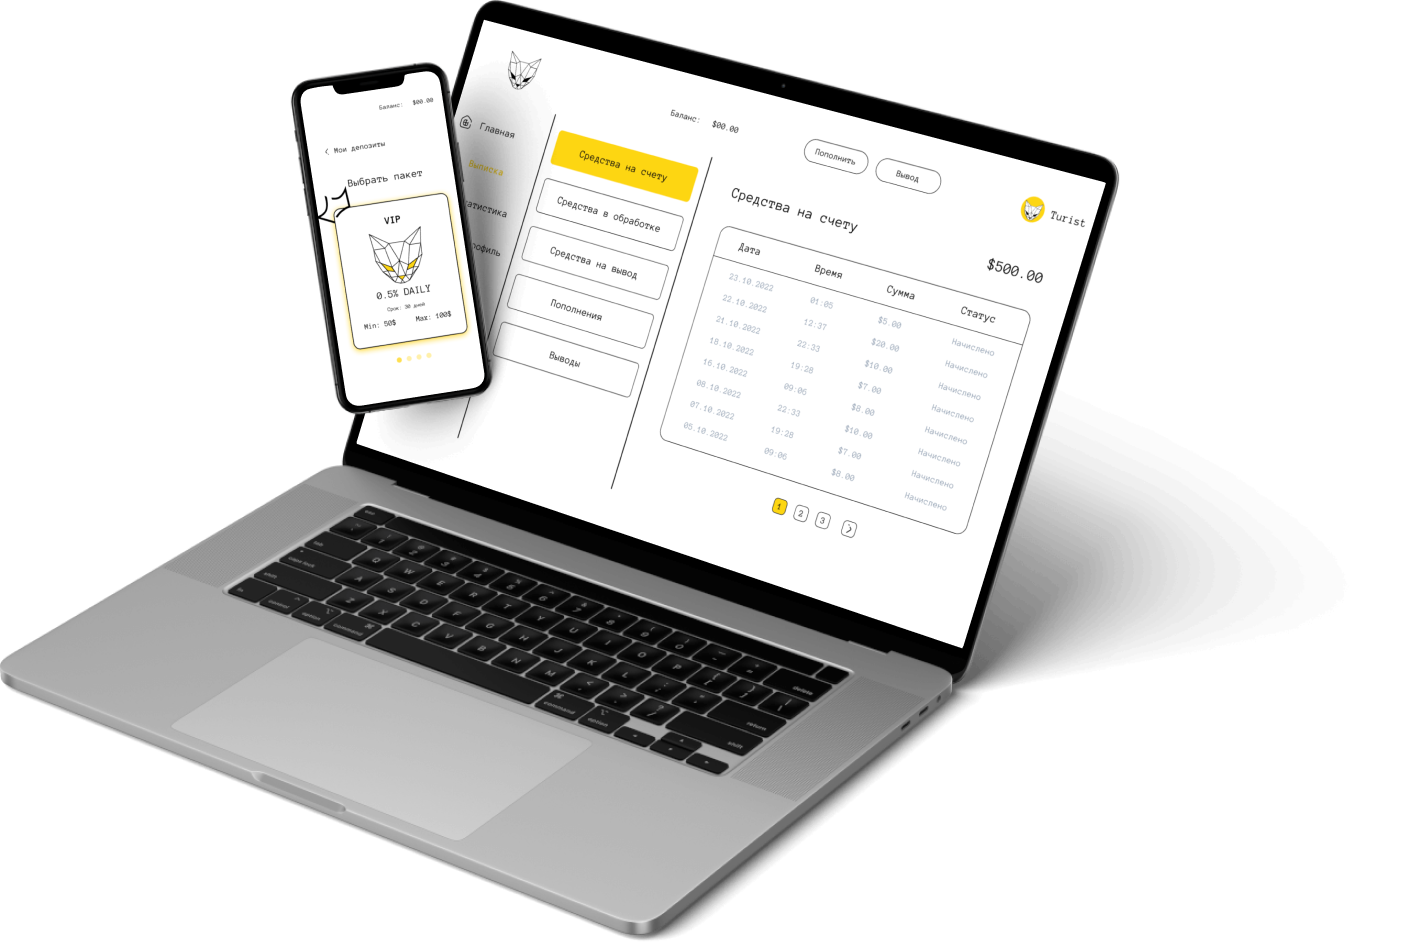 Баланс: $00.00
Мои депозиты
Выбрать пакет
VIP
0.5% DAILY
Срок: 30 дней
Min: 50$ Max: 100$
Главная
Выписка
татистика
рофиль
Баланс: $00.00
Пополнить
Вывод
Turist
Средства на счету
Средства в обработке
Средства на вывод
Пополнения
Выводы
Средства на счету
$500.00
Дата Время Сумма Статус
23.10.2022 01:05 $5.00 Начислено
22.10.2022 12:37 $20.00 Начислено
21.10.2022 22:33 $10.00 Начислено
18.10.2022 19:28 $7.00 Начислено
16.10.2022 09:06 $8.00 Начислено
08.10.2022 22:33 $10.00 Начислено
07.10.2022 19:28 $7.00 Начислено
05.10.2022 09:06 $8.00 Начислено
1 2 3
Q W E R T Y U I O P
delete
A S D F G H J K L
return
shift Z X C V B N M shift
fn control option command command option